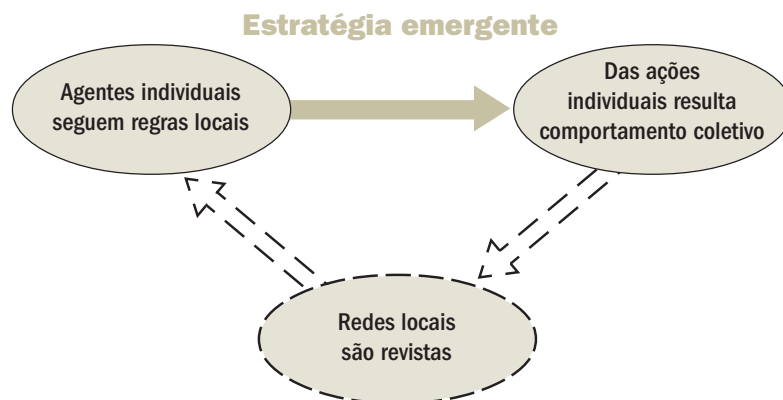 Estratégia emergente
Agentes individuais
seguem regras locais
Das ações
individuais resulta
comportamento coletivo
Redes locais
são revistas